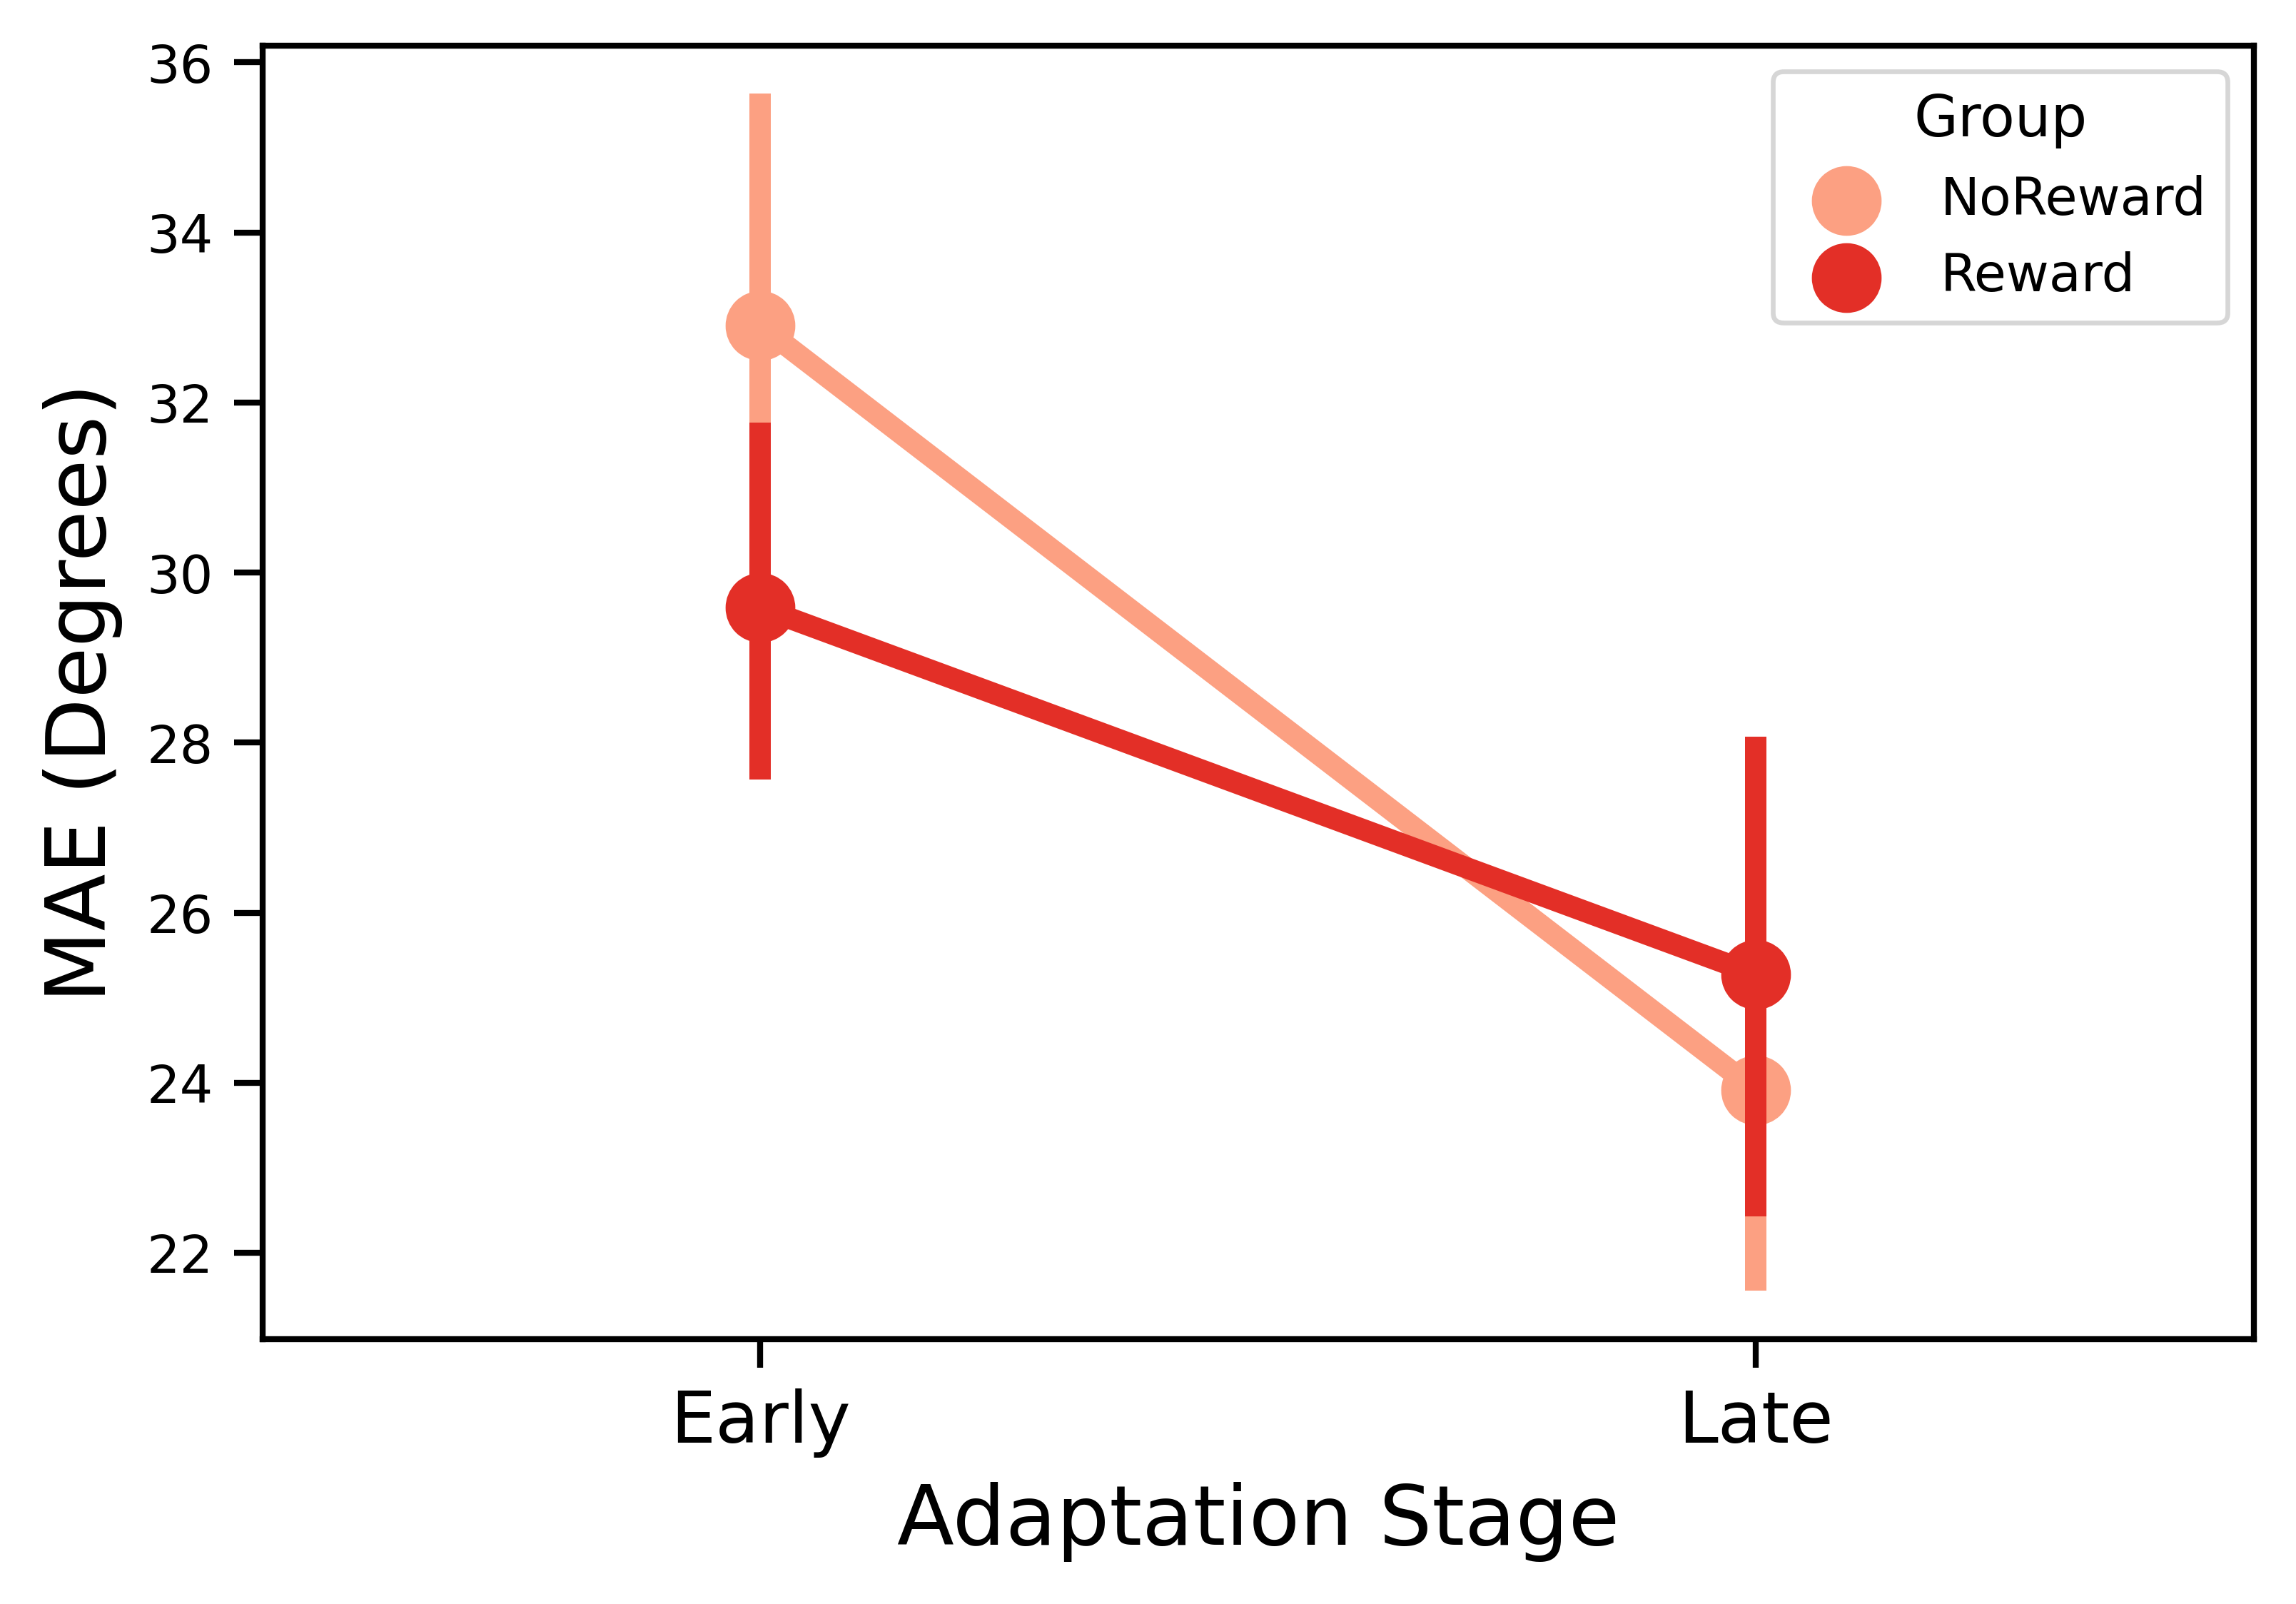 36
34
32
30
28
26
24
22
MAE (Degrees)
Group
NoReward
Reward
Early
Late
Adaptation Stage